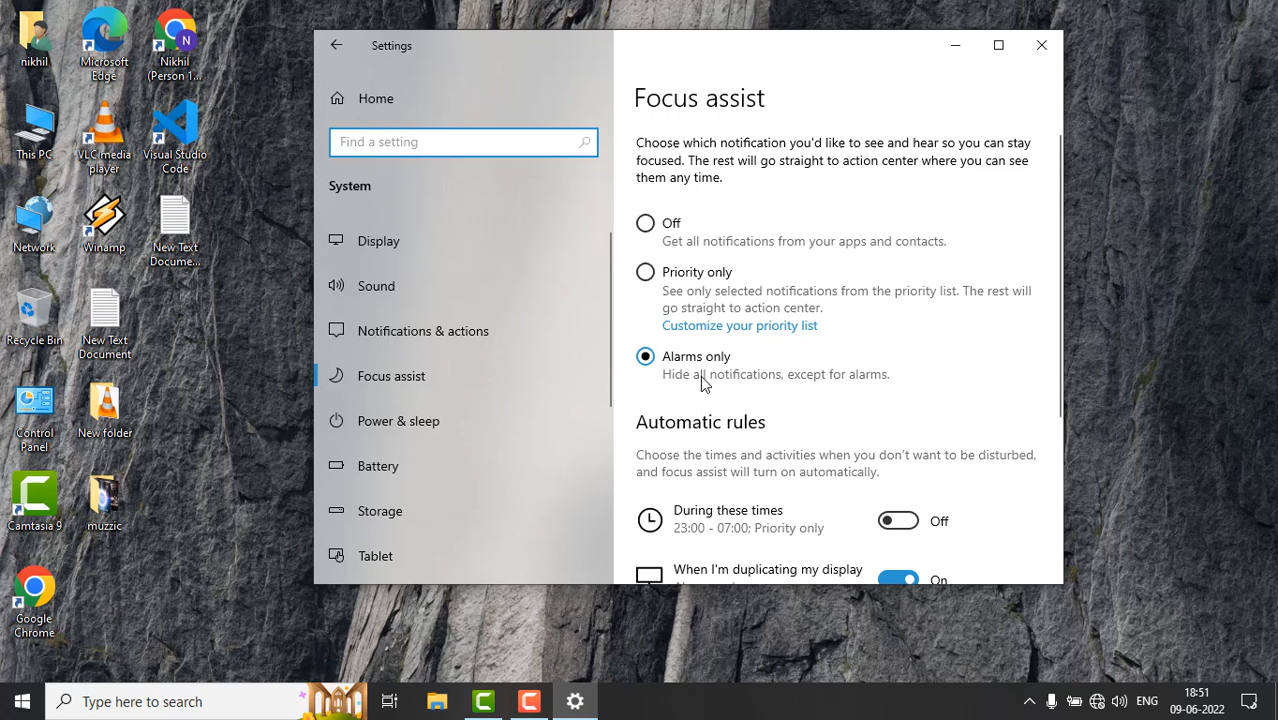 nikhil
Microsoft
Edge
Nikhil
(Person 1...
This PC
VLC media
player
Visual Studio
Code
Network
Winamp
New Text
Docume...
Recycle Bin
New Text
Document
Control
Panel
New folder
Camtasia 9
muzzic
Google
Chrome
Settings
Home
Find a setting
System
Display
Sound
Notifications & actions
Focus assist
Power & sleep
Battery
Storage
Tablet
Focus assist
Choose which notification you'd like to see and hear so you can stay
focused. The rest will go straight to action center where you can see
them any time.
Off
Get all notifications from your apps and contacts.
Priority only
See only selected notifications from the priority list. The rest will
go straight to action center.
Customize your priority list
Alarms only
Hide all notifications, except for alarms.
Automatic rules
Choose the times and activities when you don't want to be disturbed,
and focus assist will turn on automatically.
During these times
23:00 - 07:00; Priority only
Off
When I'm duplicating my display
On
Type here to search
ENG
18:51
09-06-2022